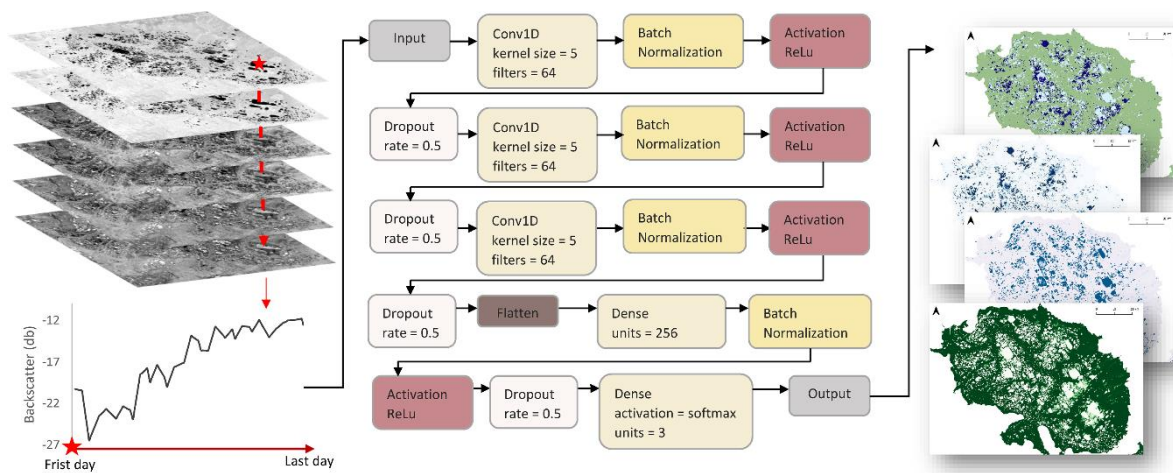 Input
Conv1D
kernel size = 5
filters = 64
Batch
Normalization
Activation
ReLu
Dropout
rate = 0.5
Conv1D
kernel size = 5
filters = 64
Batch
Normalization
Activation
ReLu
Dropout
rate = 0.5
Conv1D
kernel size = 5
filters = 64
Batch
Normalization
Activation
ReLu
Dropout
rate = 0.5
Flatten
Dense
units = 256
Batch
Normalization
Activation
ReLu
Dropout
rate = 0.5
Dense
activation = softmax
units = 3
Output
Backscatter (db)
-12
-17
-22
-27
Frist day
Last day